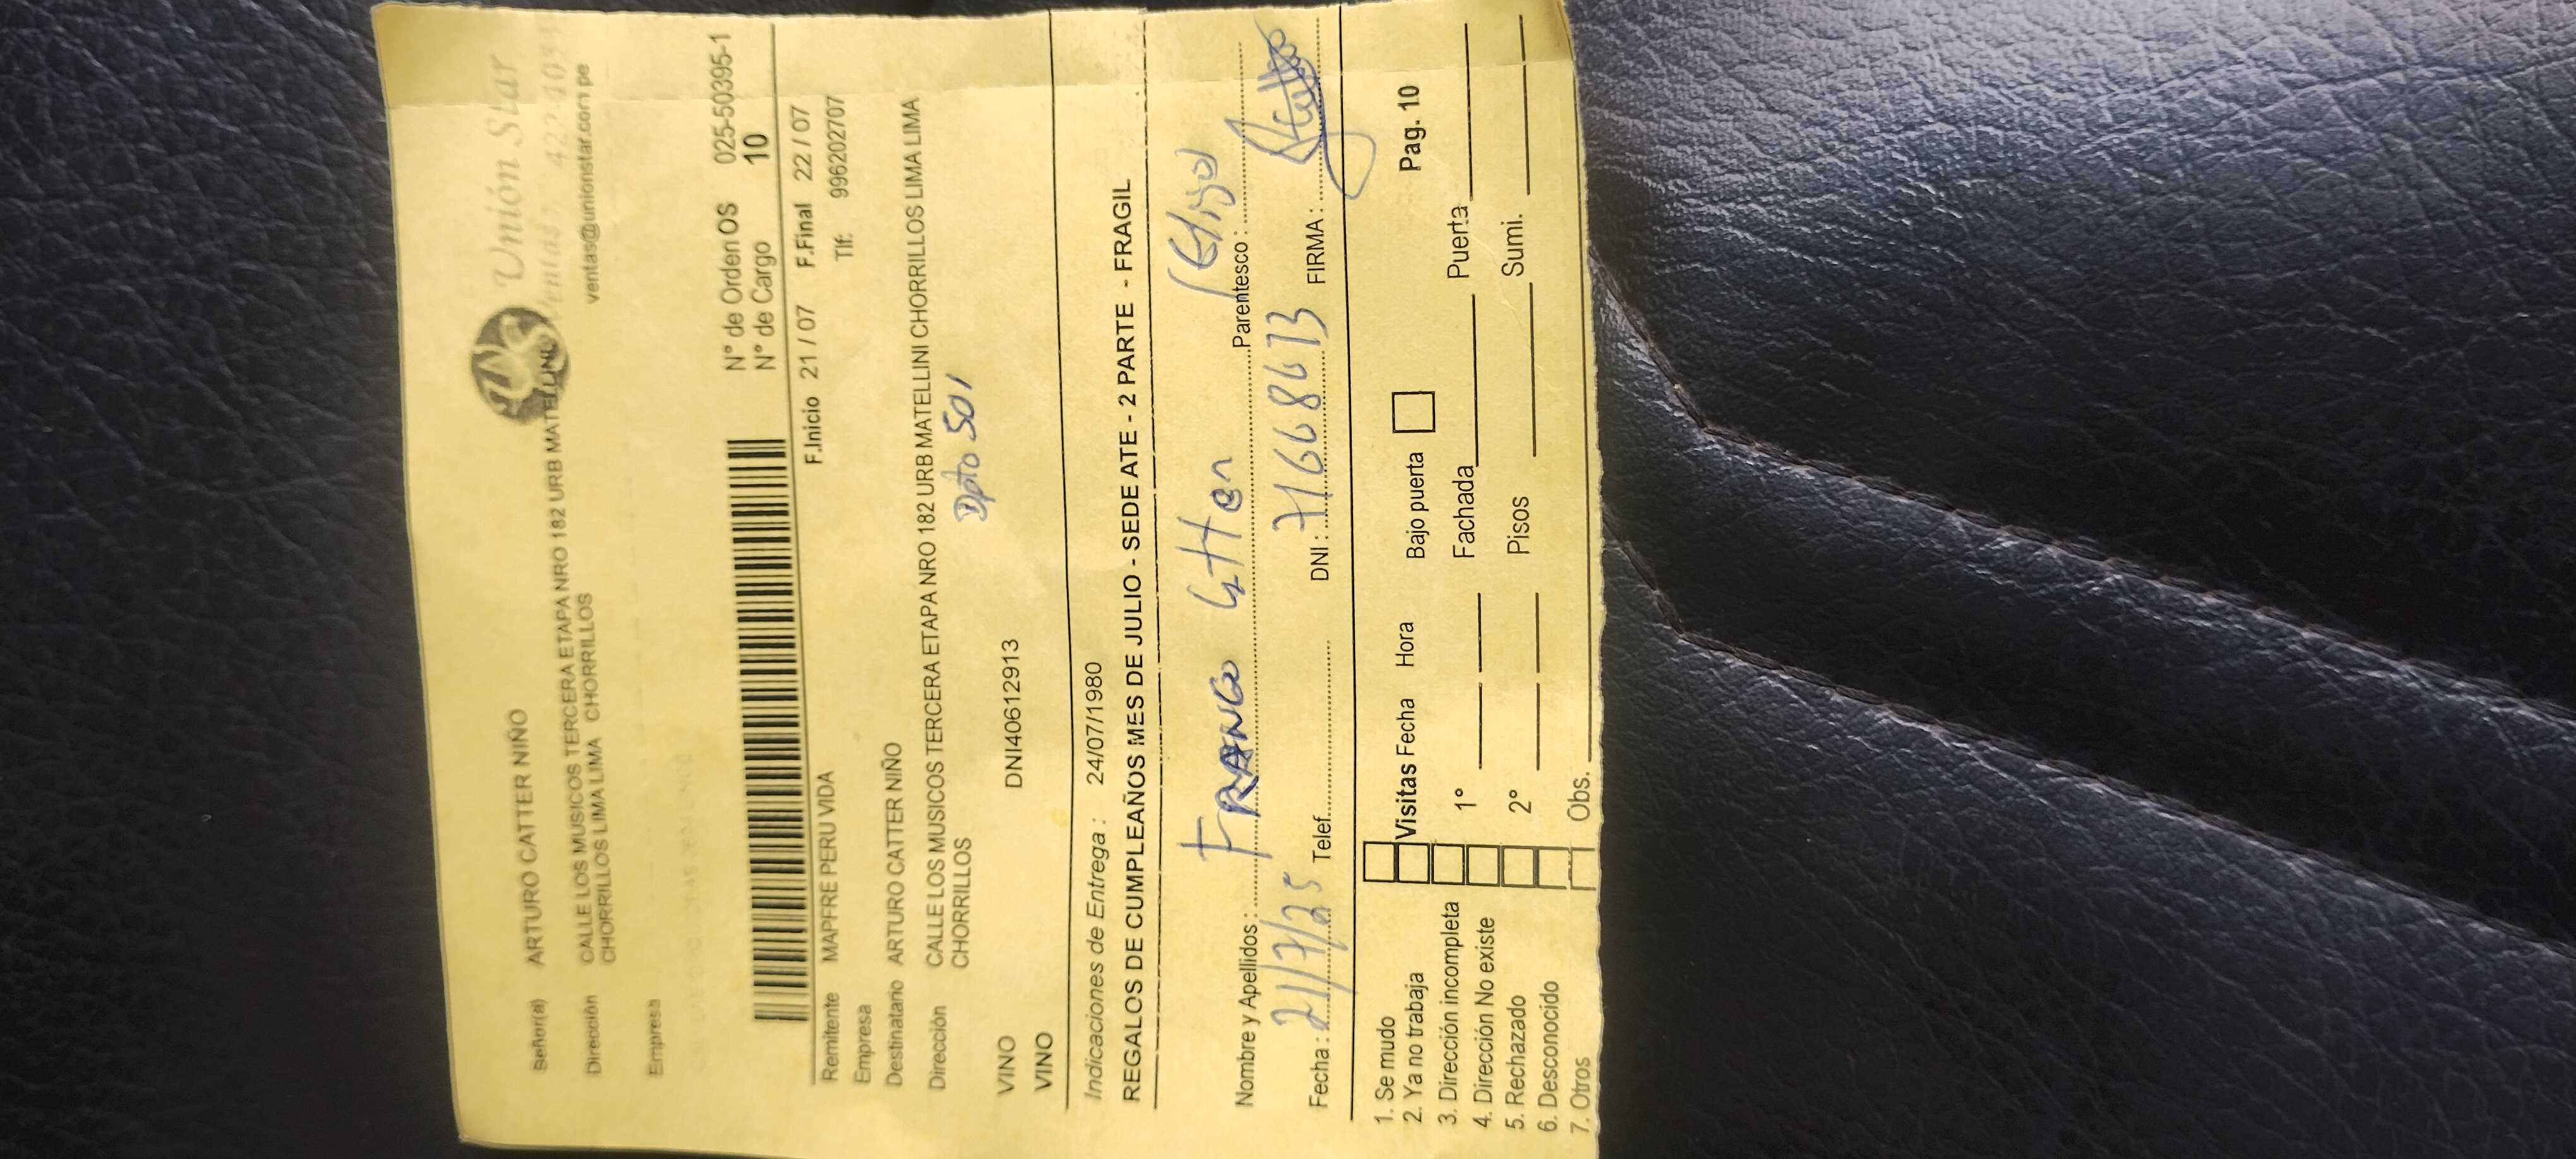 Unión Star
Ventas: 422 10
ventas@unionstar.com.pe
Señor(a) ARTURO CATTER NIÑO
Dirección CALLE LOS MUSICOS TERCERA ETAPA NRO 182 URB MATELLINI
CHORRILLOS LIMA LIMA CHORRILLOS
Empresa
N° de Orden OS 025-50395-1
N° de Cargo 10
F.Inicio 21 / 07 F.Final 22 / 07
Remitente MAPFRE PERU VIDA Tlf: 996202707
Empresa
Destinatario ARTURO CATTER NIÑO
Dirección CALLE LOS MUSICOS TERCERA ETAPA NRO 182 URB MATELLINI CHORRILLOS LIMA LIMA
CHORRILLOS
Dpto 501
VINO DNI40612913
VINO
Indicaciones de Entrega : 24/07/1980
REGALOS DE CUMPLEAÑOS MES DE JULIO - SEDE ATE - 2 PARTE - FRAGIL
Nombre y Apellidos : FRANCO Parentesco : (Hijo)
Fecha : 21/7/25 Telef. DNI : 71668673 FIRMA :
1. Se mudo
2. Ya no trabaja Visitas Fecha Hora Bajo puerta Pag. 10
3. Dirección incompleta 1° Fachada Puerta
4. Dirección No existe
5. Rechazado 2° Pisos Sumi.
6. Desconocido
7. Otros Obs.